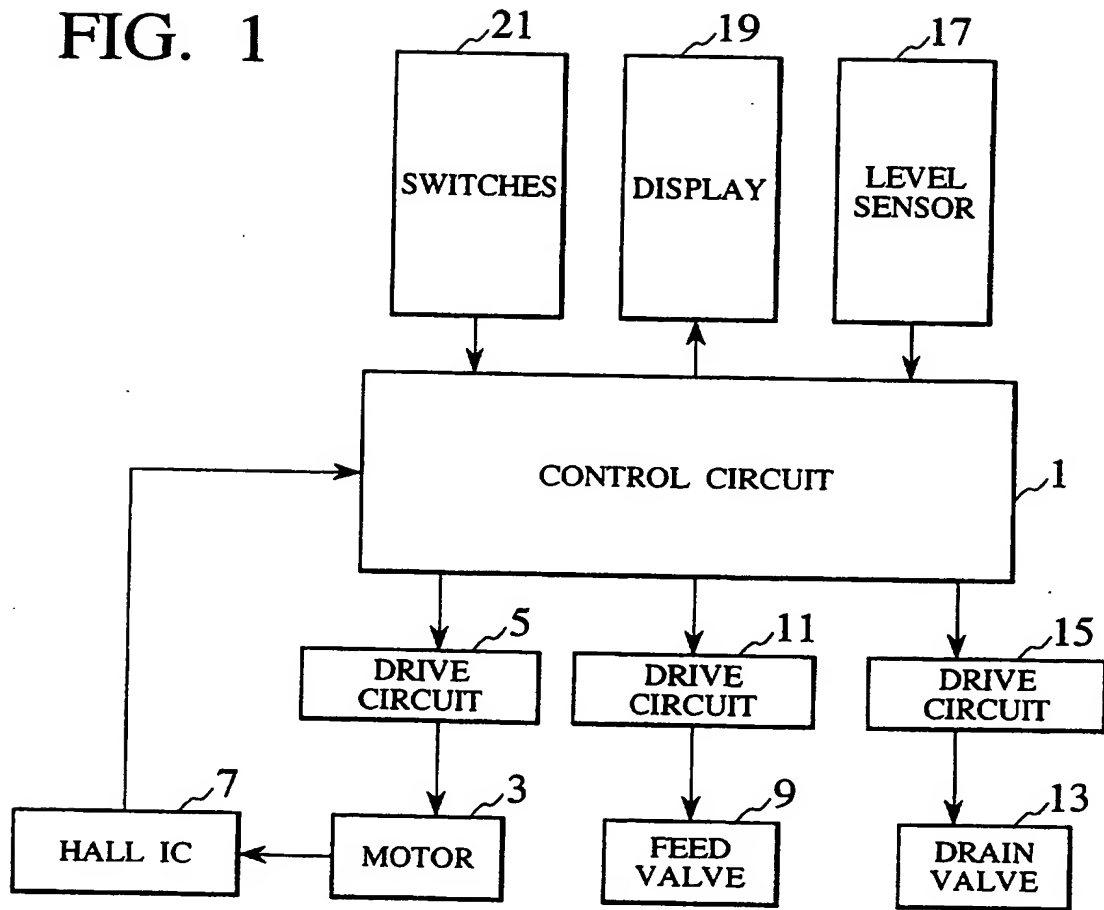 FIG. 1
21
19
17
SWITCHES
DISPLAY
LEVEL
SENSOR
CONTROL CIRCUIT
1
5
11
15
DRIVE
CIRCUIT
DRIVE
CIRCUIT
DRIVE
CIRCUIT
7
3
9
13
HALL IC
MOTOR
FEED
VALVE
DRAIN
VALVE